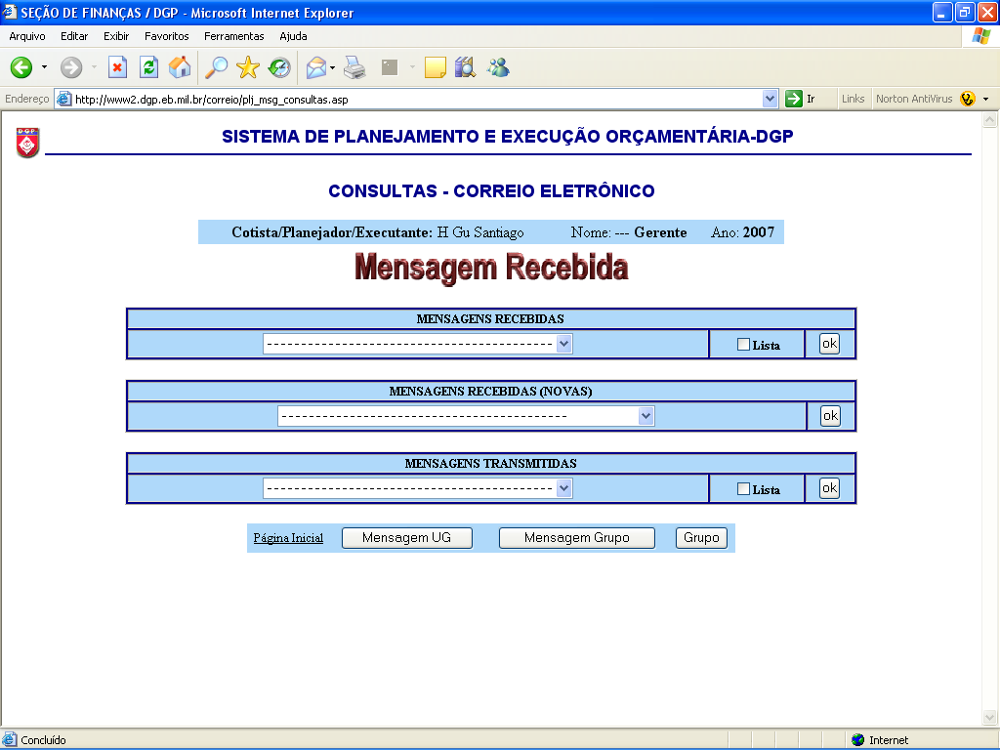 SEÇÃO DE FINANÇAS / DGP - Microsoft Internet Explorer
Arquivo Editar Exibir Favoritos Ferramentas Ajuda
Endereço http://www2.dgp.eb.mil.br/correio/plj_msg_consultas.asp Ir Links Norton AntiVirus
DGP
SISTEMA DE PLANEJAMENTO E EXECUÇÃO ORÇAMENTÁRIA-DGP
CONSULTAS - CORREIO ELETRÔNICO
Cotista/Planejador/Executante: H Gu Santiago Nome: --- Gerente Ano: 2007
Mensagem Recebida
MENSAGENS RECEBIDAS
------------------------------------------ Lista ok
MENSAGENS RECEBIDAS (NOVAS)
------------------------------------------ ok
MENSAGENS TRANSMITIDAS
------------------------------------------ Lista ok
Página Inicial Mensagem UG Mensagem Grupo Grupo
Concluído Internet